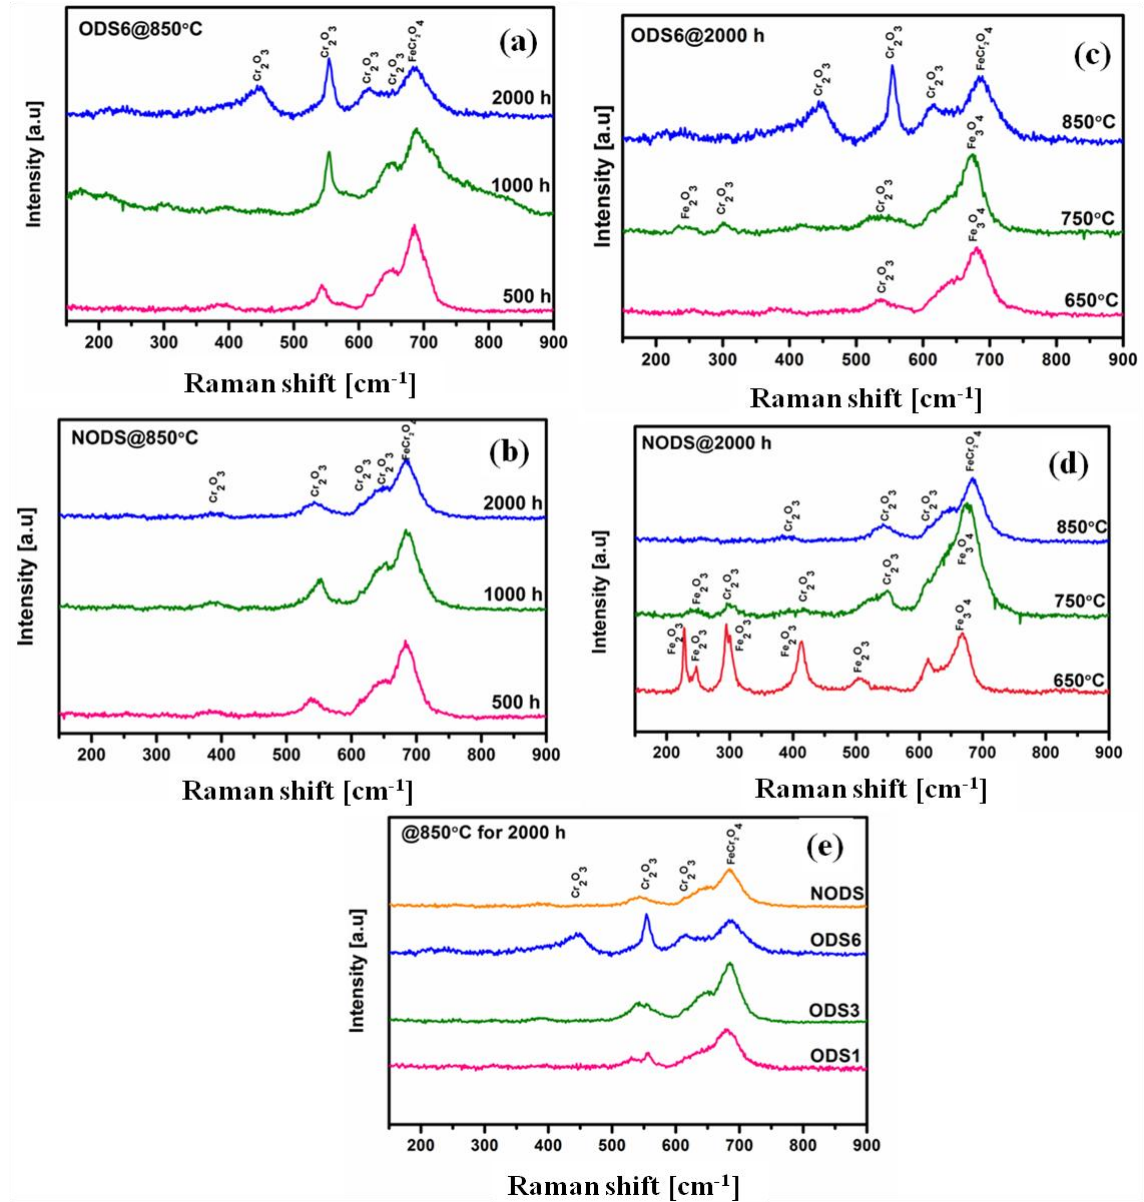 ODS6@850°C
(a)
Cr2O3
Cr2O3
Cr2O3
Cr2O3
FeCr2O4
2000 h
1000 h
500 h
Intensity [a.u]
200 300 400 500 600 700 800 900
Raman shift [cm-1]
ODS6@2000 h
(c)
Cr2O3
Cr2O3
Cr2O3
FeCr2O4
850°C
Fe2O3
Cr2O3
Cr2O3
Fe3O4
750°C
Cr2O3
Fe3O4
650°C
Intensity [a.u]
200 300 400 500 600 700 800 900
Raman shift [cm-1]
NODS@850°C
(b)
Cr2O3
Cr2O3
Cr2O3
Cr2O3
FeCr2O4
2000 h
1000 h
500 h
Intensity [a.u]
200 300 400 500 600 700 800 900
Raman shift [cm-1]
NODS@2000 h
(d)
Cr2O3
Cr2O3
Cr2O3
FeCr2O4
850°C
Fe2O3
Cr2O3
Cr2O3
Cr2O3
Fe3O4
750°C
Fe2O3
Fe2O3
Fe2O3
Fe2O3
Fe2O3
Fe3O4
650°C
Intensity [a.u]
200 300 400 500 600 700 800 900
Raman shift [cm-1]
@850°C for 2000 h
(e)
Cr2O3
Cr2O3
Cr2O3
FeCr2O4
NODS
ODS6
ODS3
ODS1
Intensity [a.u]
200 300 400 500 600 700 800 900
Raman shift [cm-1]